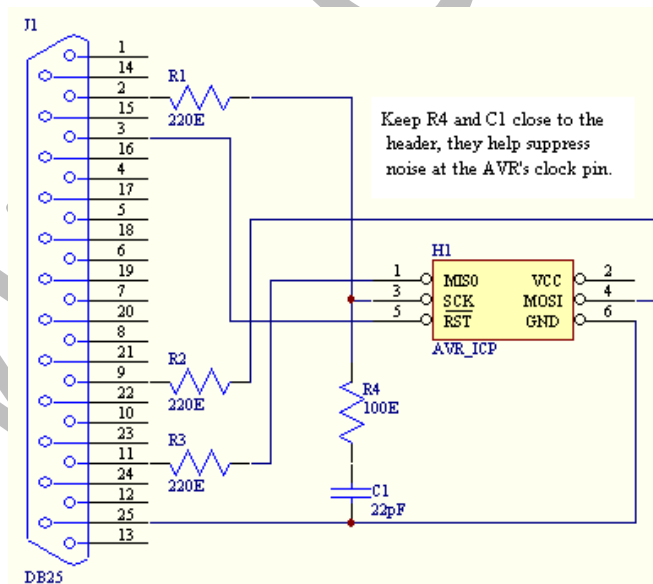 J1
1
14
2
15
3
16
4
17
5
18
6
19
7
20
8
21
9
22
10
23
11
24
12
25
13
DB25
R1
220E
R2
220E
R3
220E
Keep R4 and C1 close to the
header, they help suppress
noise at the AVR's clock pin.
H1
1 MISO VCC 2
3 SCK MOSI 4
5 RST GND 6
AVR_ICP
R4
100E
C1
22pF